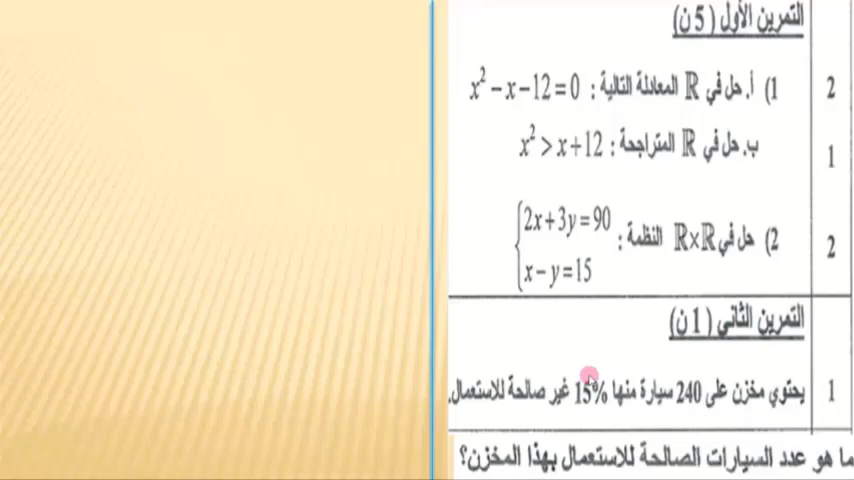 التمرين الأول ( 5 ن)
2
1) أ. حل في ℝ المعادلة التالية : x² − x − 12 = 0
1
ب. حل في ℝ المتراجحة : x² > x + 12
2
2) حل في ℝ×ℝ النظمة : { 2x + 3y = 90
x − y = 15
التمرين الثاني ( 1 ن)
1
يحتوي مخزن على 240 سيارة منها 15% غير صالحة للاستعمال.
ما هو عدد السيارات الصالحة للاستعمال بهذا المخزن؟